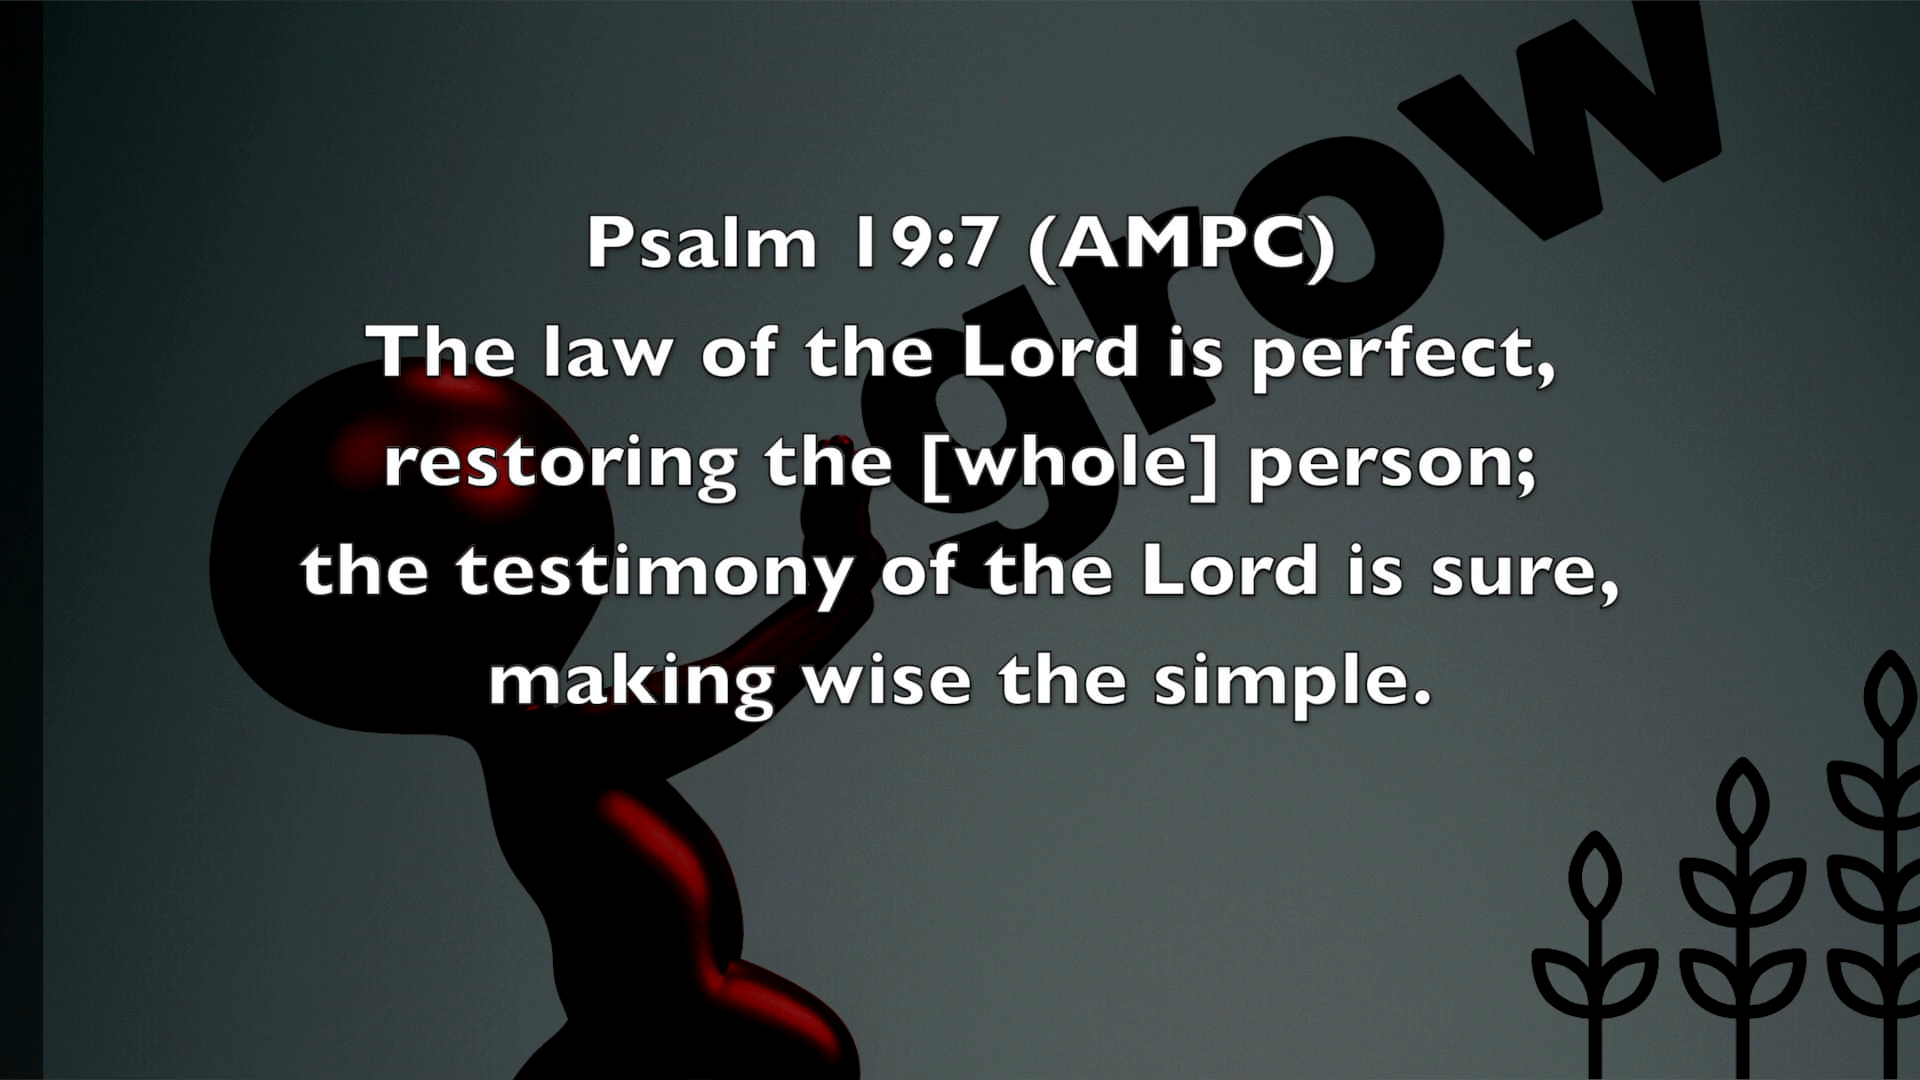 Psalm 19:7 (AMPC)
The law of the Lord is perfect,
restoring the [whole] person;
the testimony of the Lord is sure,
making wise the simple.
grow